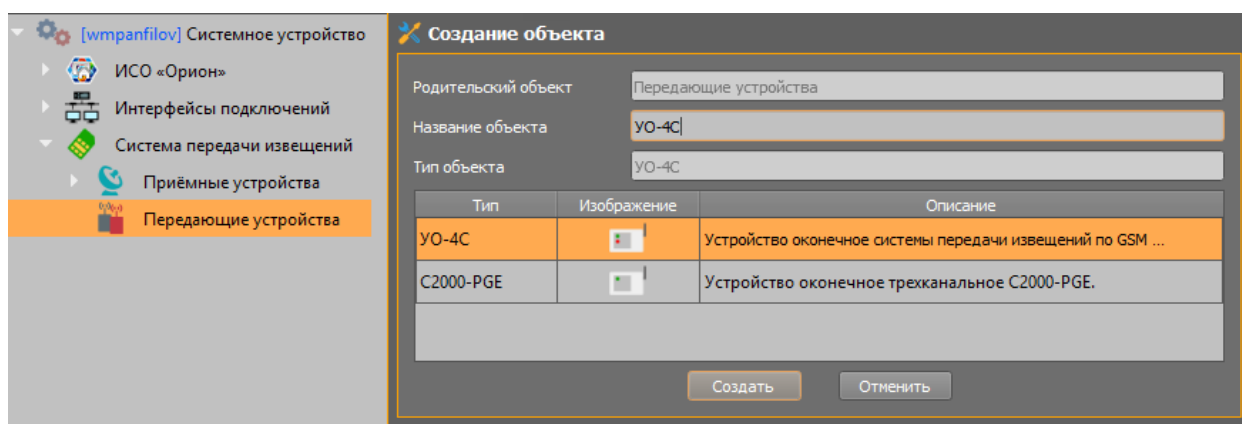 [wmpanfilov] Системное устройство
ИСО «Орион»
Интерфейсы подключений
Система передачи извещений
Приёмные устройства
Передающие устройства
Создание объекта
Родительский объект Передающие устройства
Название объекта УО-4С
Тип объекта УО-4С
Тип Изображение Описание
УО-4С Устройство оконечное системы передачи извещений по GSM ...
С2000-PGE Устройство оконечное трехканальное С2000-PGE.
Создать Отменить